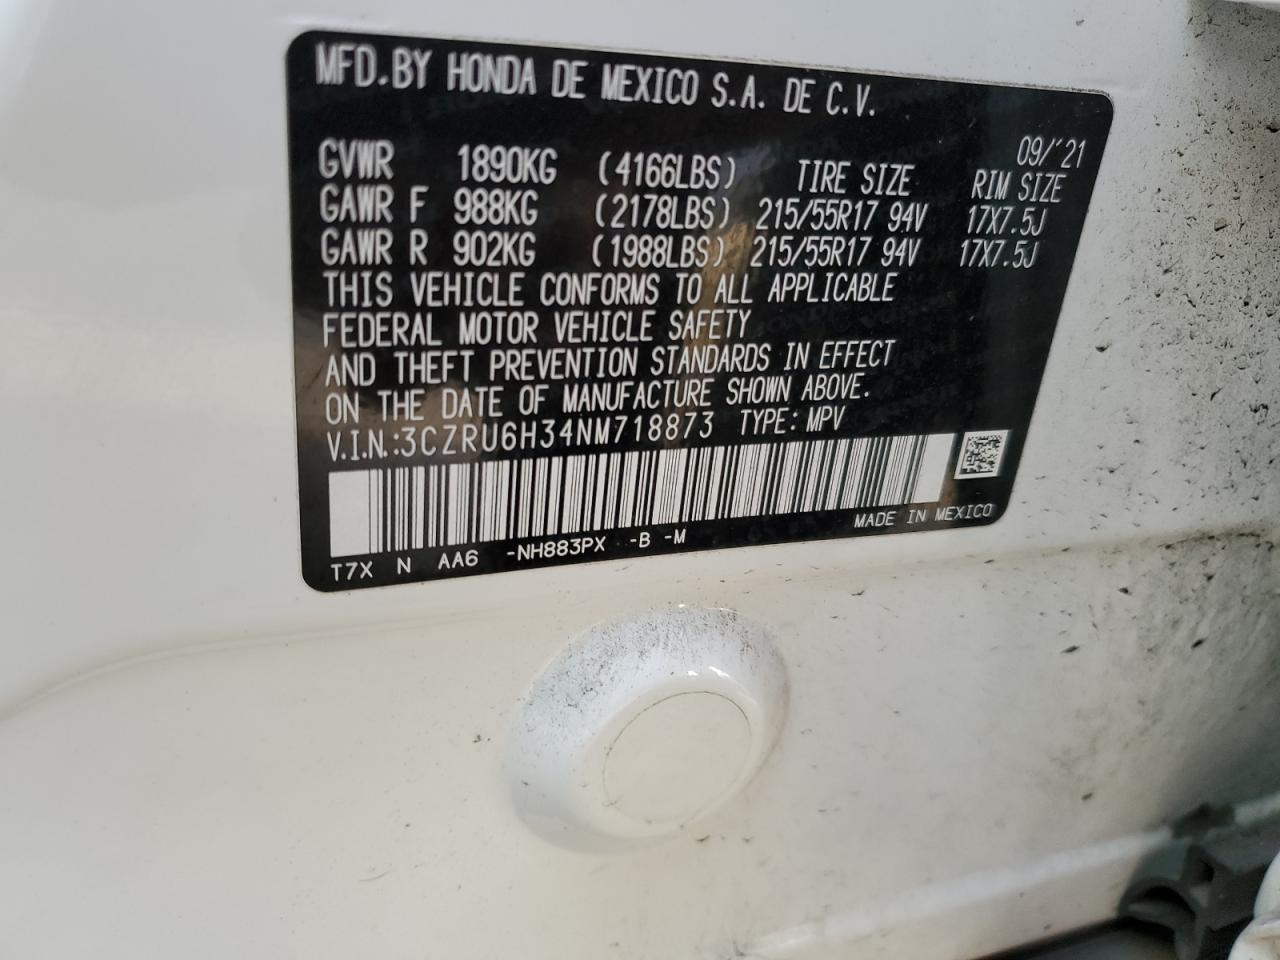 MFD.BY HONDA DE MEXICO S.A. DE C.V.
09/'21
GVWR 1890KG (4166LBS) TIRE SIZE RIM SIZE
GAWR F 988KG (2178LBS) 215/55R17 94V 17X7.5J
GAWR R 902KG (1988LBS) 215/55R17 94V 17X7.5J
THIS VEHICLE CONFORMS TO ALL APPLICABLE
FEDERAL MOTOR VEHICLE SAFETY
AND THEFT PREVENTION STANDARDS IN EFFECT
ON THE DATE OF MANUFACTURE SHOWN ABOVE.
V.I.N.:3CZRU6H34NM718873 TYPE: MPV
T7X N AA6 -NH883PX -B -M MADE IN MEXICO